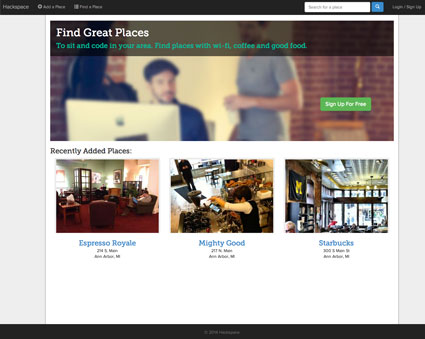 Hackspace
Add a Place
Find a Place
Search for a place
Login / Sign Up
Find Great Places
To sit and code in your area. Find places with wi-fi, coffee and good food.
Sign Up For Free
Recently Added Places:
Espresso Royale
214 S. Main
Ann Arbor, MI
Mighty Good
217 N. Main
Ann Arbor, MI
Starbucks
300 S Main St
Ann Arbor, MI
© 2014 Hackspace